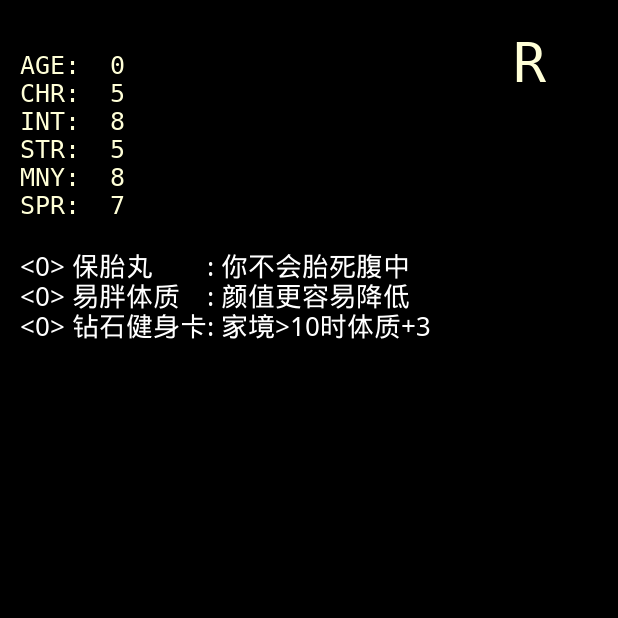 R
AGE: 0
CHR: 5
INT: 8
STR: 5
MNY: 8
SPR: 7
<0> 保胎丸 : 你不会胎死腹中
<0> 易胖体质 : 颜值更容易降低
<0> 钻石健身卡: 家境>10时体质+3